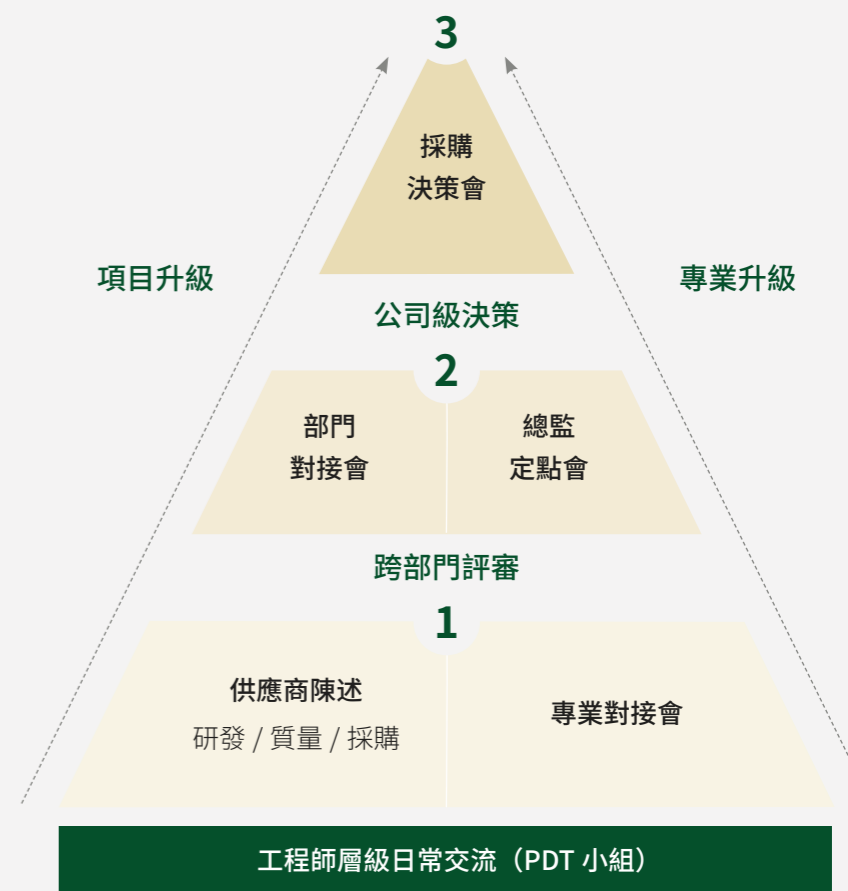 3
採購
決策會
項目升級
專業升級
公司級決策
2
部門
對接會
總監
定點會
跨部門評審
1
供應商陳述
研發 / 質量 / 採購
專業對接會
工程師層級日常交流（PDT 小組）